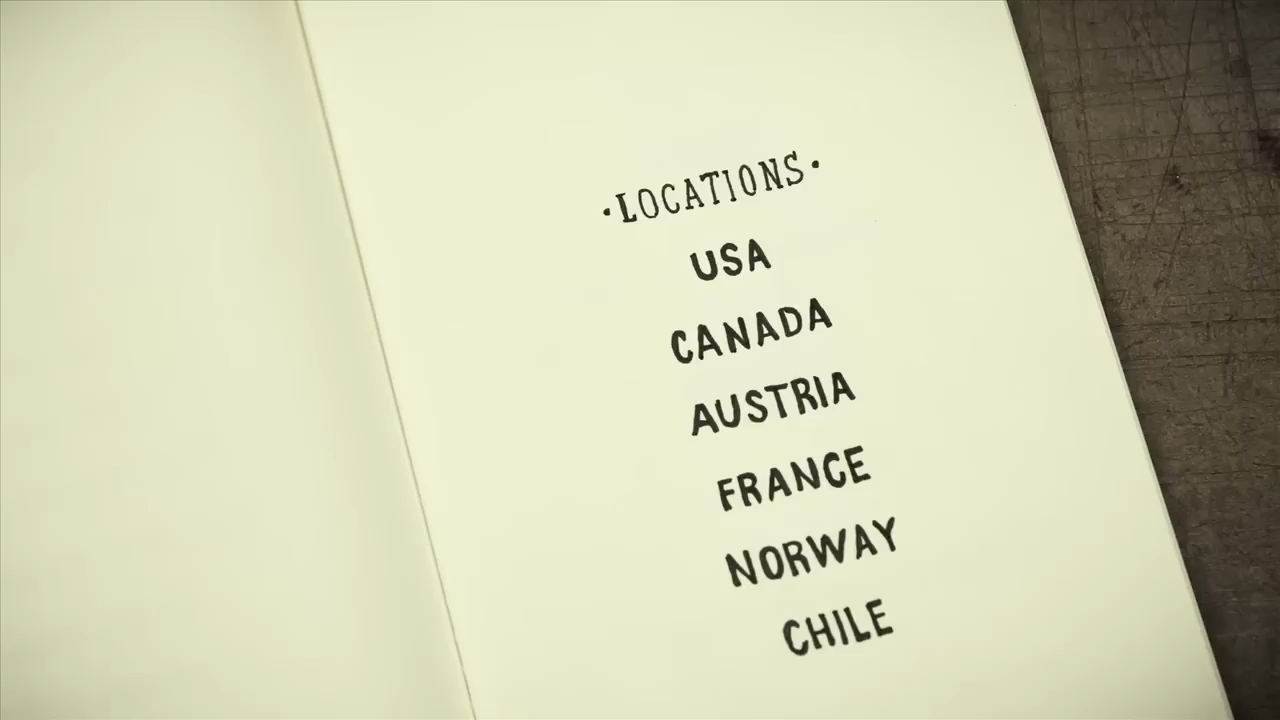 ·LOCATIONS·
USA
CANADA
AUSTRIA
FRANCE
NORWAY
CHILE